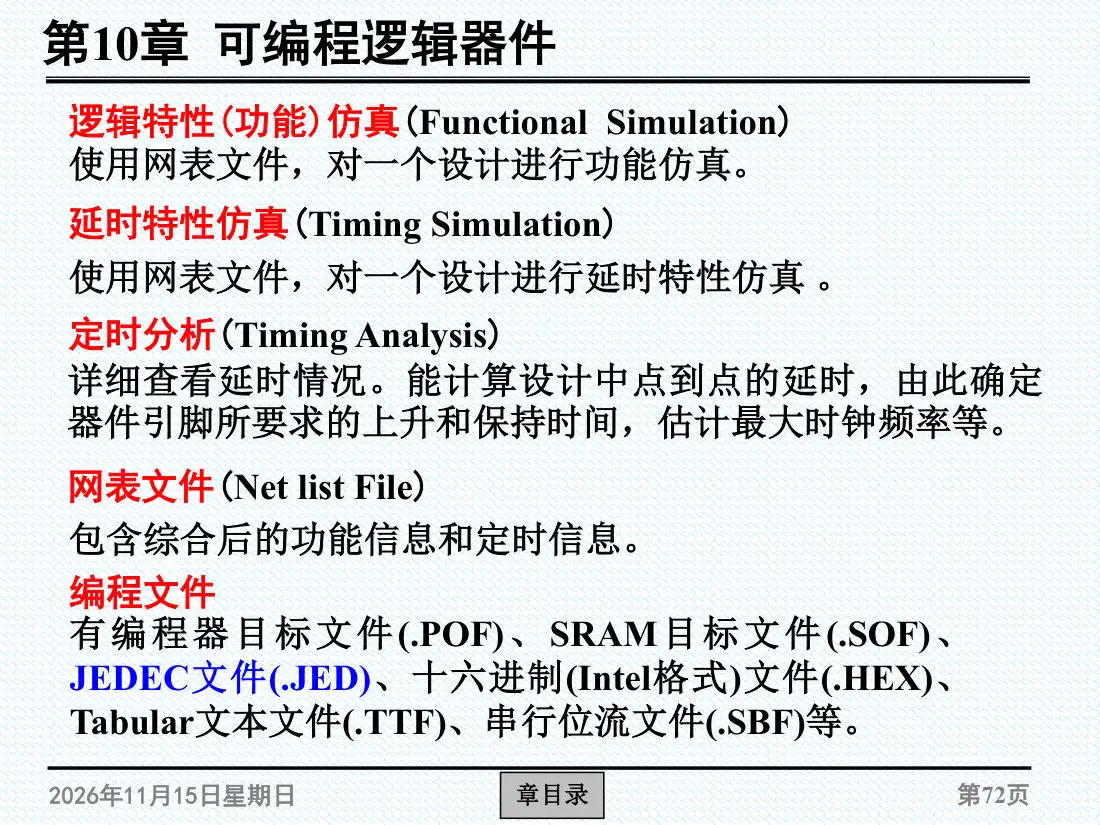 第10章 可编程逻辑器件
逻辑特性(功能)仿真(Functional Simulation)
使用网表文件，对一个设计进行功能仿真。
延时特性仿真(Timing Simulation)
使用网表文件，对一个设计进行延时特性仿真 。
定时分析(Timing Analysis)
详细查看延时情况。能计算设计中点到点的延时，由此确定
器件引脚所要求的上升和保持时间，估计最大时钟频率等。
网表文件(Net list File)
包含综合后的功能信息和定时信息。
编程文件
有编程器目标文件(.POF)、SRAM目标文件(.SOF)、
JEDEC文件(.JED)、十六进制(Intel格式)文件(.HEX)、
Tabular文本文件(.TTF)、串行位流文件(.SBF)等。
2026年11月15日星期日
章目录
第72页